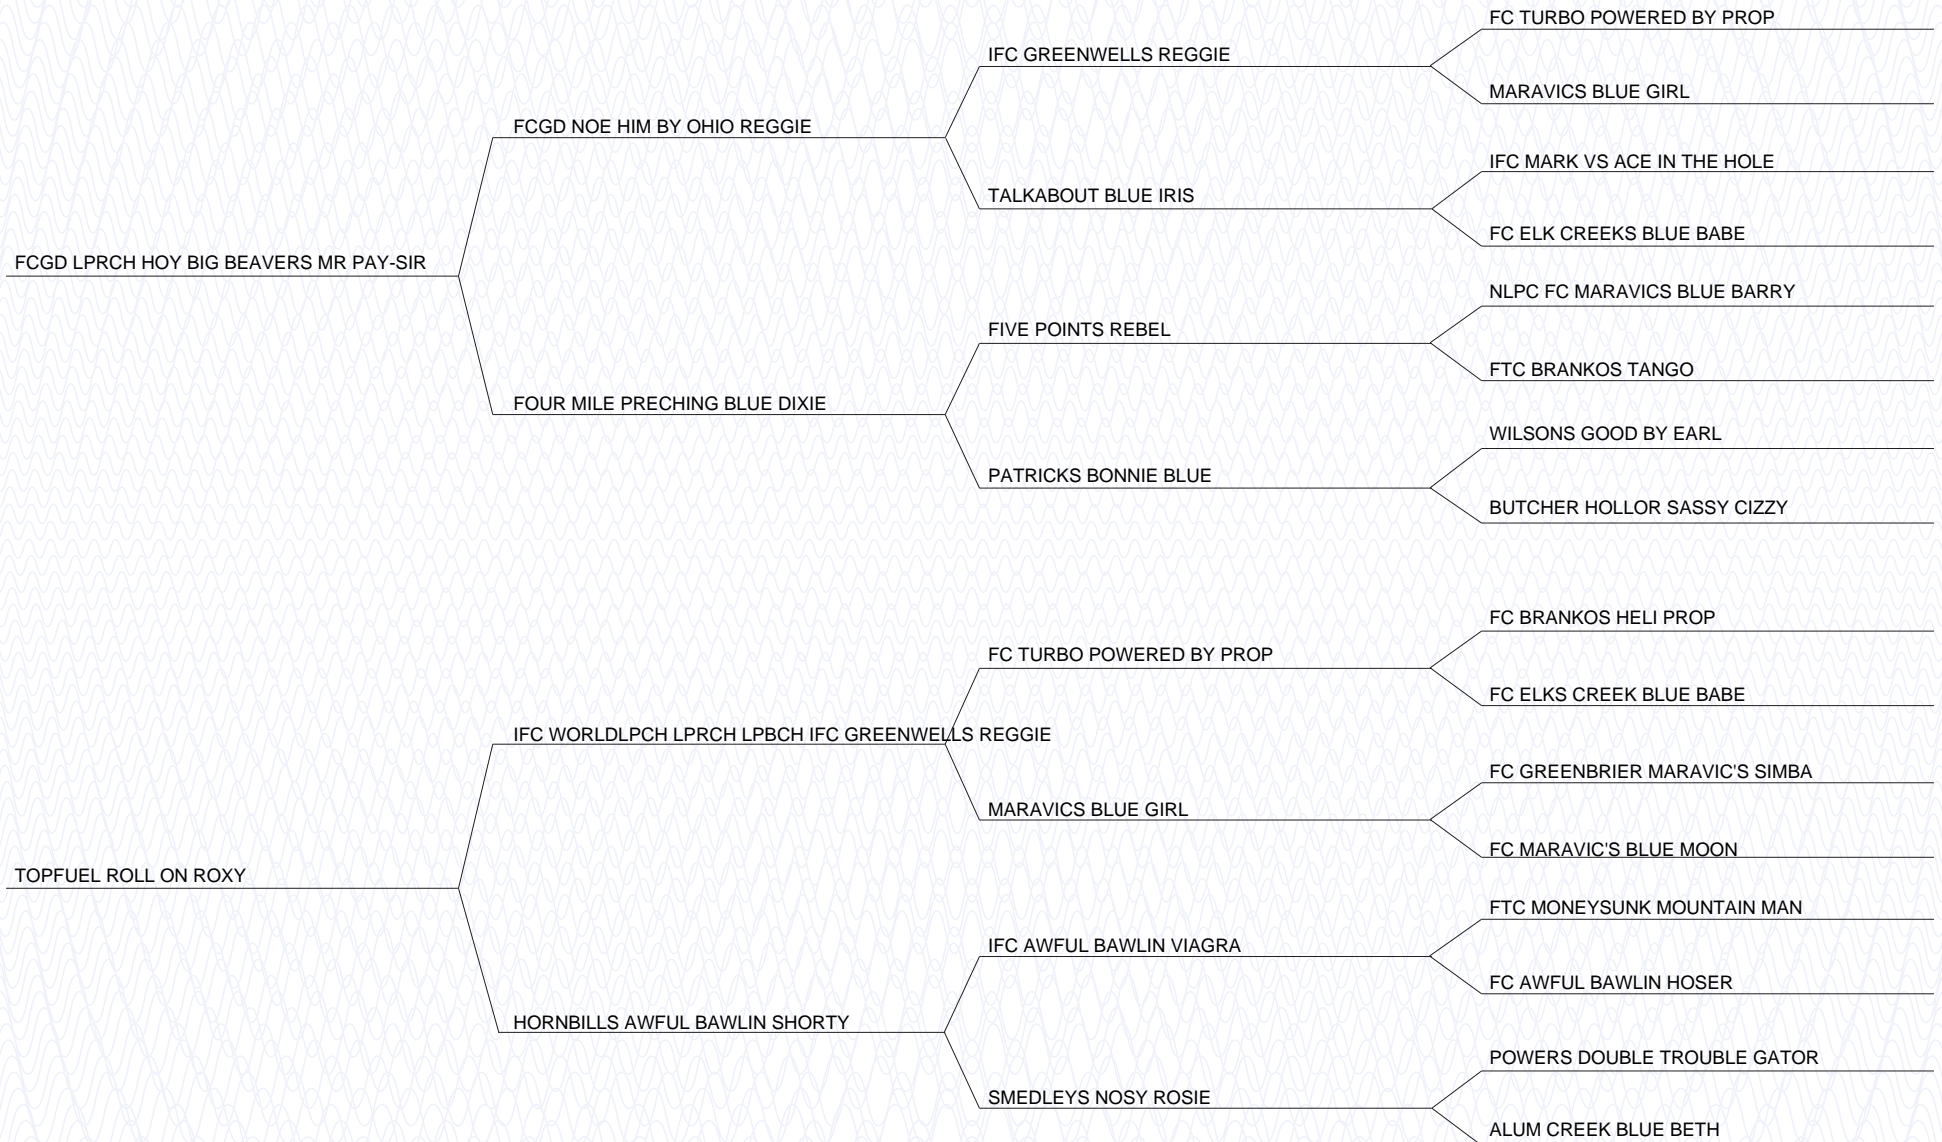 FC TURBO POWERED BY PROP
IFC GREENWELLS REGGIE
MARAVICS BLUE GIRL
FCGD NOE HIM BY OHIO REGGIE
IFC MARK VS ACE IN THE HOLE
TALKABOUT BLUE IRIS
FC ELK CREEKS BLUE BABE
FCGD LPRCH HOY BIG BEAVERS MR PAY-SIR
NLPC FC MARAVICS BLUE BARRY
FIVE POINTS REBEL
FTC BRANKOS TANGO
FOUR MILE PRECHING BLUE DIXIE
WILSONS GOOD BY EARL
PATRICKS BONNIE BLUE
BUTCHER HOLLOR SASSY CIZZY
FC BRANKOS HELI PROP
FC TURBO POWERED BY PROP
FC ELKS CREEK BLUE BABE
IFC WORLDLPCH LPRCH LPBCH IFC GREENWELLS REGGIE
FC GREENBRIER MARAVIC'S SIMBA
MARAVICS BLUE GIRL
FC MARAVIC'S BLUE MOON
TOPFUEL ROLL ON ROXY
FTC MONEYSUNK MOUNTAIN MAN
IFC AWFUL BAWLIN VIAGRA
FC AWFUL BAWLIN HOSER
HORNBILLS AWFUL BAWLIN SHORTY
POWERS DOUBLE TROUBLE GATOR
SMEDLEYS NOSY ROSIE
ALUM CREEK BLUE BETH